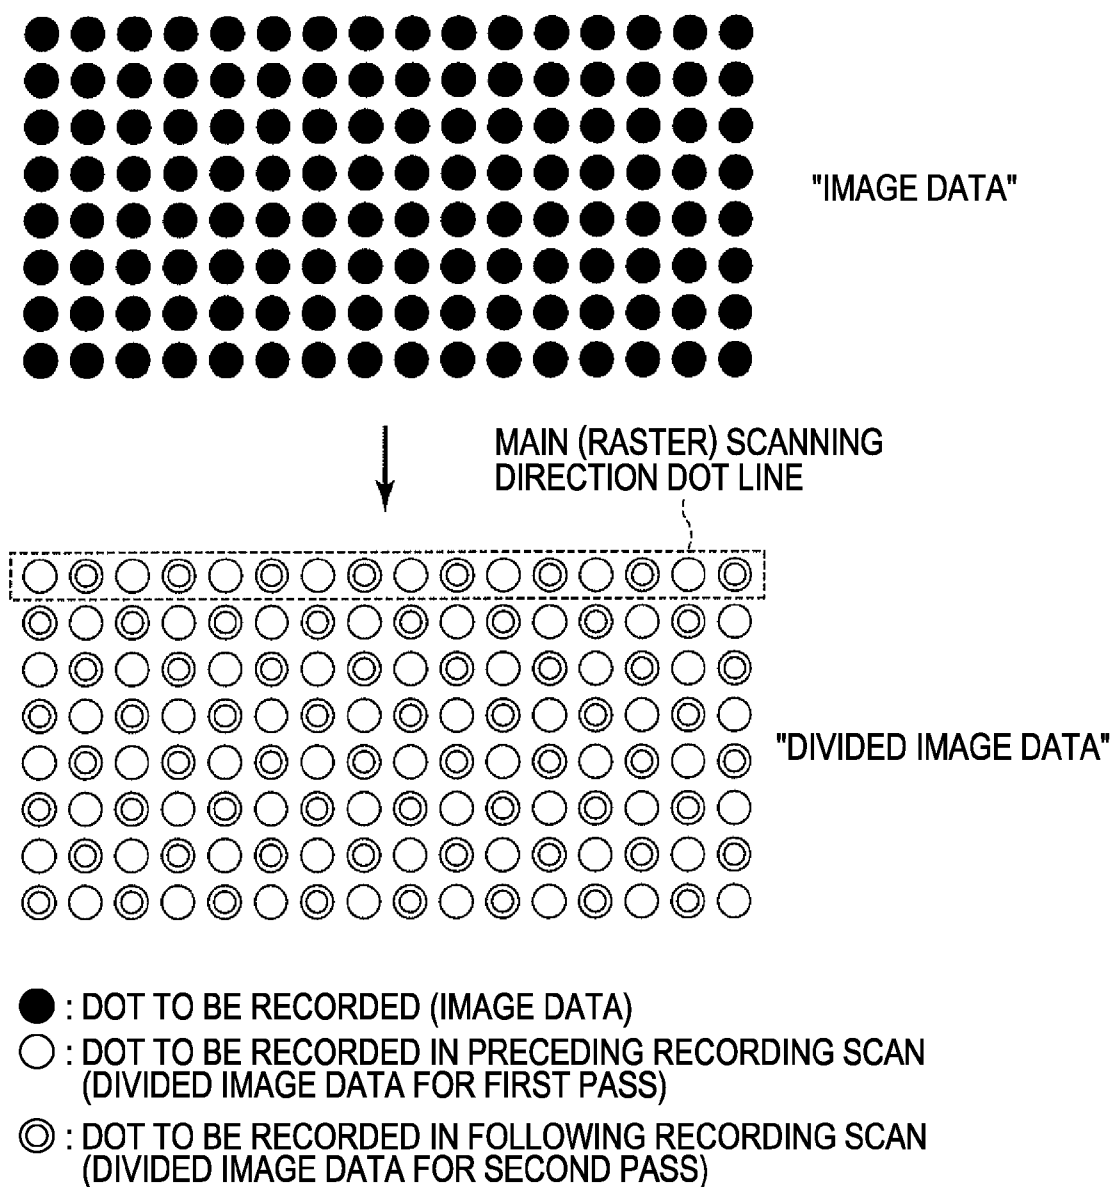 "IMAGE DATA"
MAIN (RASTER) SCANNING
DIRECTION DOT LINE
"DIVIDED IMAGE DATA"
: DOT TO BE RECORDED (IMAGE DATA)
: DOT TO BE RECORDED IN PRECEDING RECORDING SCAN
(DIVIDED IMAGE DATA FOR FIRST PASS)
: DOT TO BE RECORDED IN FOLLOWING RECORDING SCAN
(DIVIDED IMAGE DATA FOR SECOND PASS)